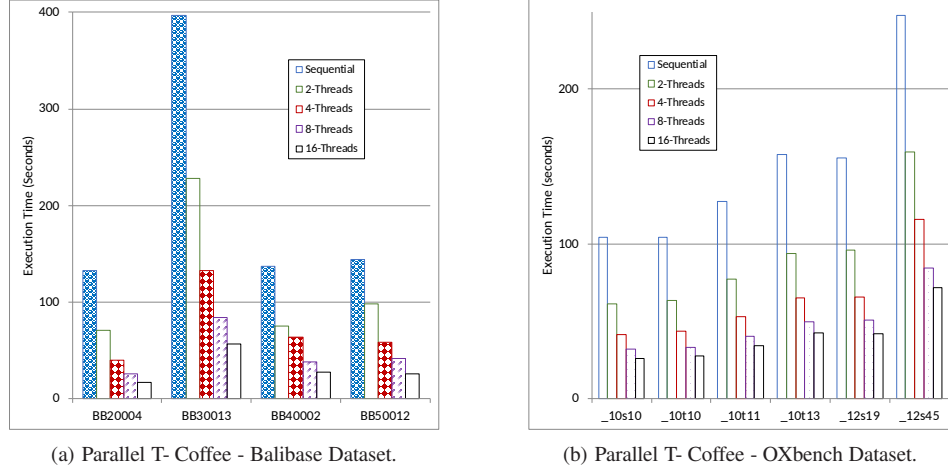 400
300
200
100
0
Execution Time (Seconds)
Sequential
2-Threads
4-Threads
8-Threads
16-Threads
BB20004 BB30013 BB40002 BB50012
(a) Parallel T- Coffee - Balibase Dataset.
200
100
0
Execution Time (seconds)
Sequential
2-Threads
4-Threads
8-Threads
16-Threads
_10s10 _10t10 _10t11 _10t13 _12s19 _12s45
(b) Parallel T- Coffee - OXbench Dataset.